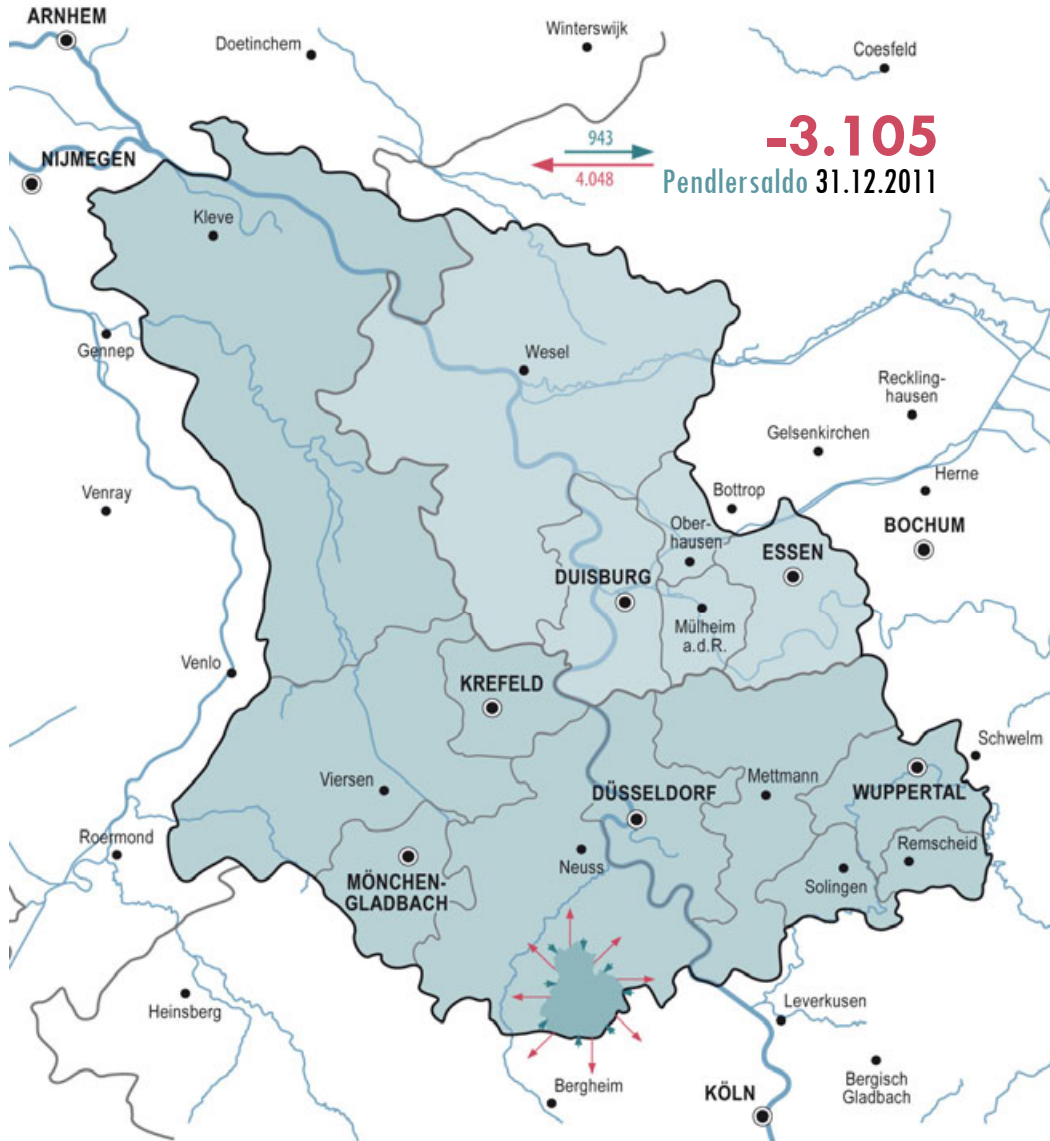 ARNHEM
Doetinchem
Winterswijk
Coesfeld
943
-3.105
4.048
Pendlersaldo 31.12.2011
NIJMEGEN
Kleve
Gennep
Wesel
Reckling-
hausen
Gelsenkirchen
Venray
Bottrop
Herne
Ober-
hausen
BOCHUM
ESSEN
DUISBURG
Mülheim
a.d.R.
Venlo
KREFELD
Schwelm
Viersen
Mettmann
DÜSSELDORF
WUPPERTAL
Roermond
Neuss
Remscheid
MÖNCHEN-
GLADBACH
Solingen
Heinsberg
Leverkusen
Bergheim
KÖLN
Bergisch
Gladbach